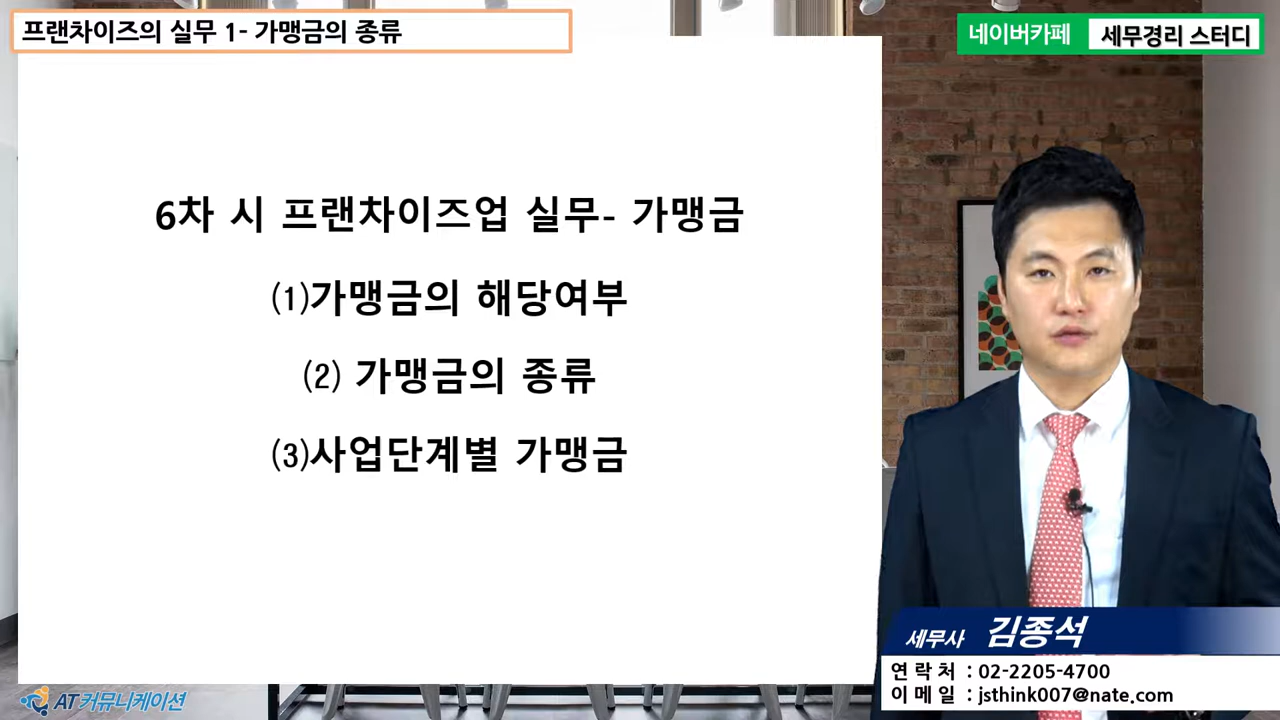 프랜차이즈의 실무 1- 가맹금의 종류
네이버카페 세무경리 스터디
6차 시 프랜차이즈업 실무- 가맹금
⑴가맹금의 해당여부
⑵ 가맹금의 종류
⑶사업단계별 가맹금
세무사 김종석
연 락 처 : 02-2205-4700
이 메 일 : jsthink007@nate.com
AT커뮤니케이션